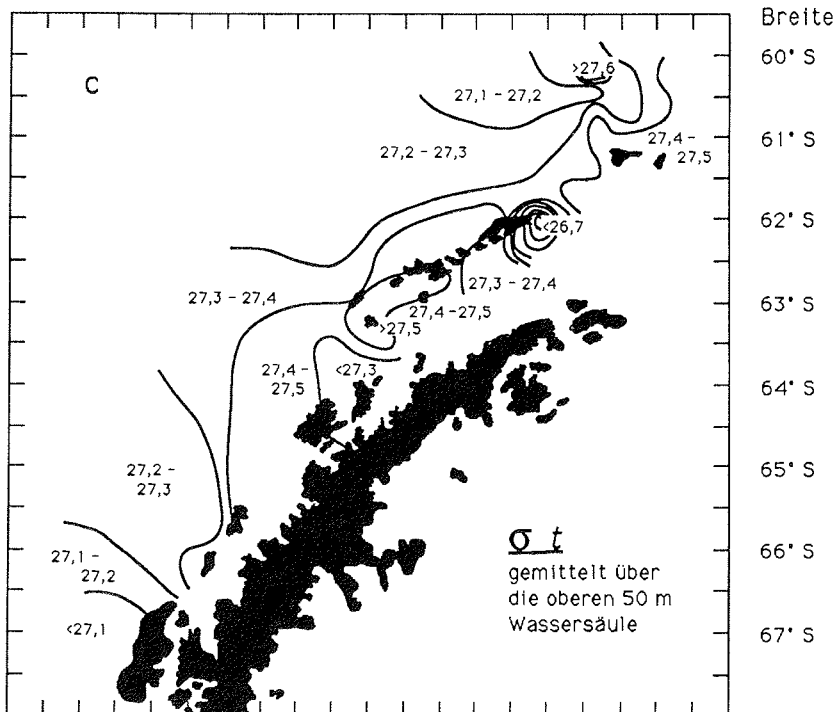 Breite
60° S
>27,6
C
27,1 – 27,2
61° S
27,4 –
27,5
27,2 – 27,3
62° S
<26,7
27,3 – 27,4
27,3 – 27,4
63° S
27,4 – 27,5
>27,5
27,4 –
27,5
<27,3
64° S
27,2 –
27,3
65° S
σ t
gemittelt über
die oberen 50 m
Wassersäule
66° S
27,1 –
27,2
<27,1
67° S